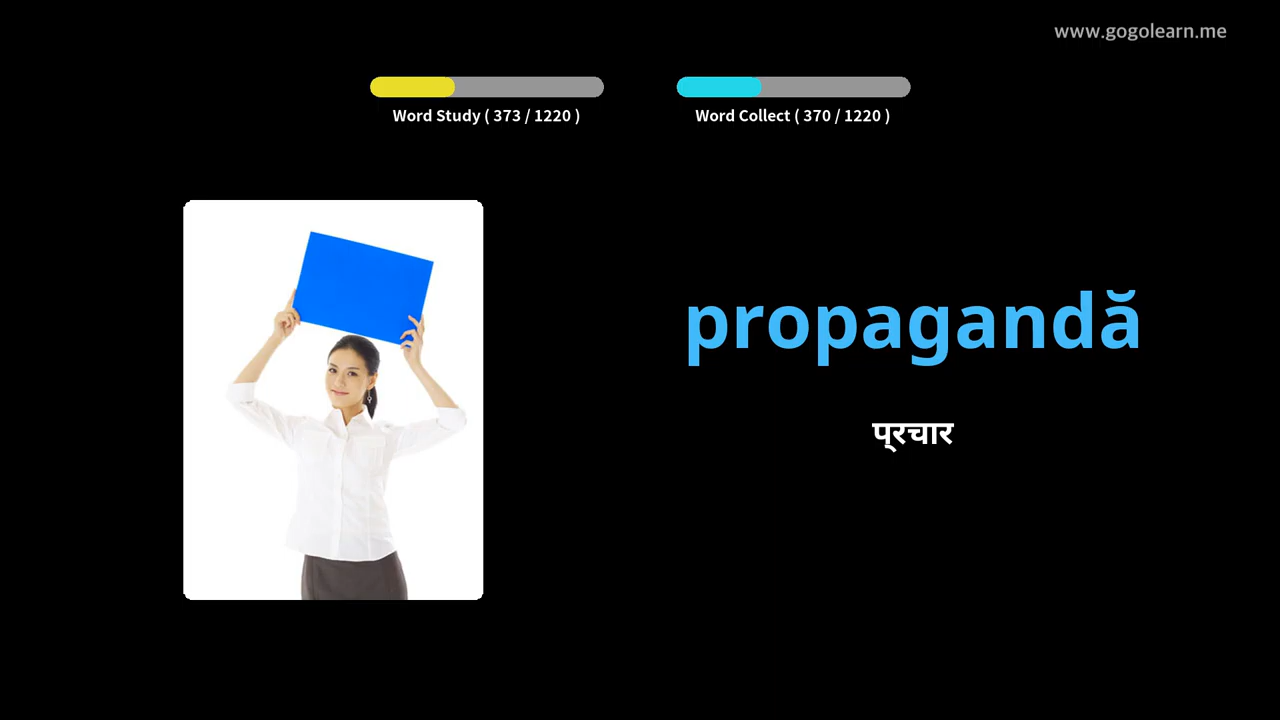 www.gogolearn.me
Word Study ( 373 / 1220 )
Word Collect ( 370 / 1220 )
propagandă
प्रचार